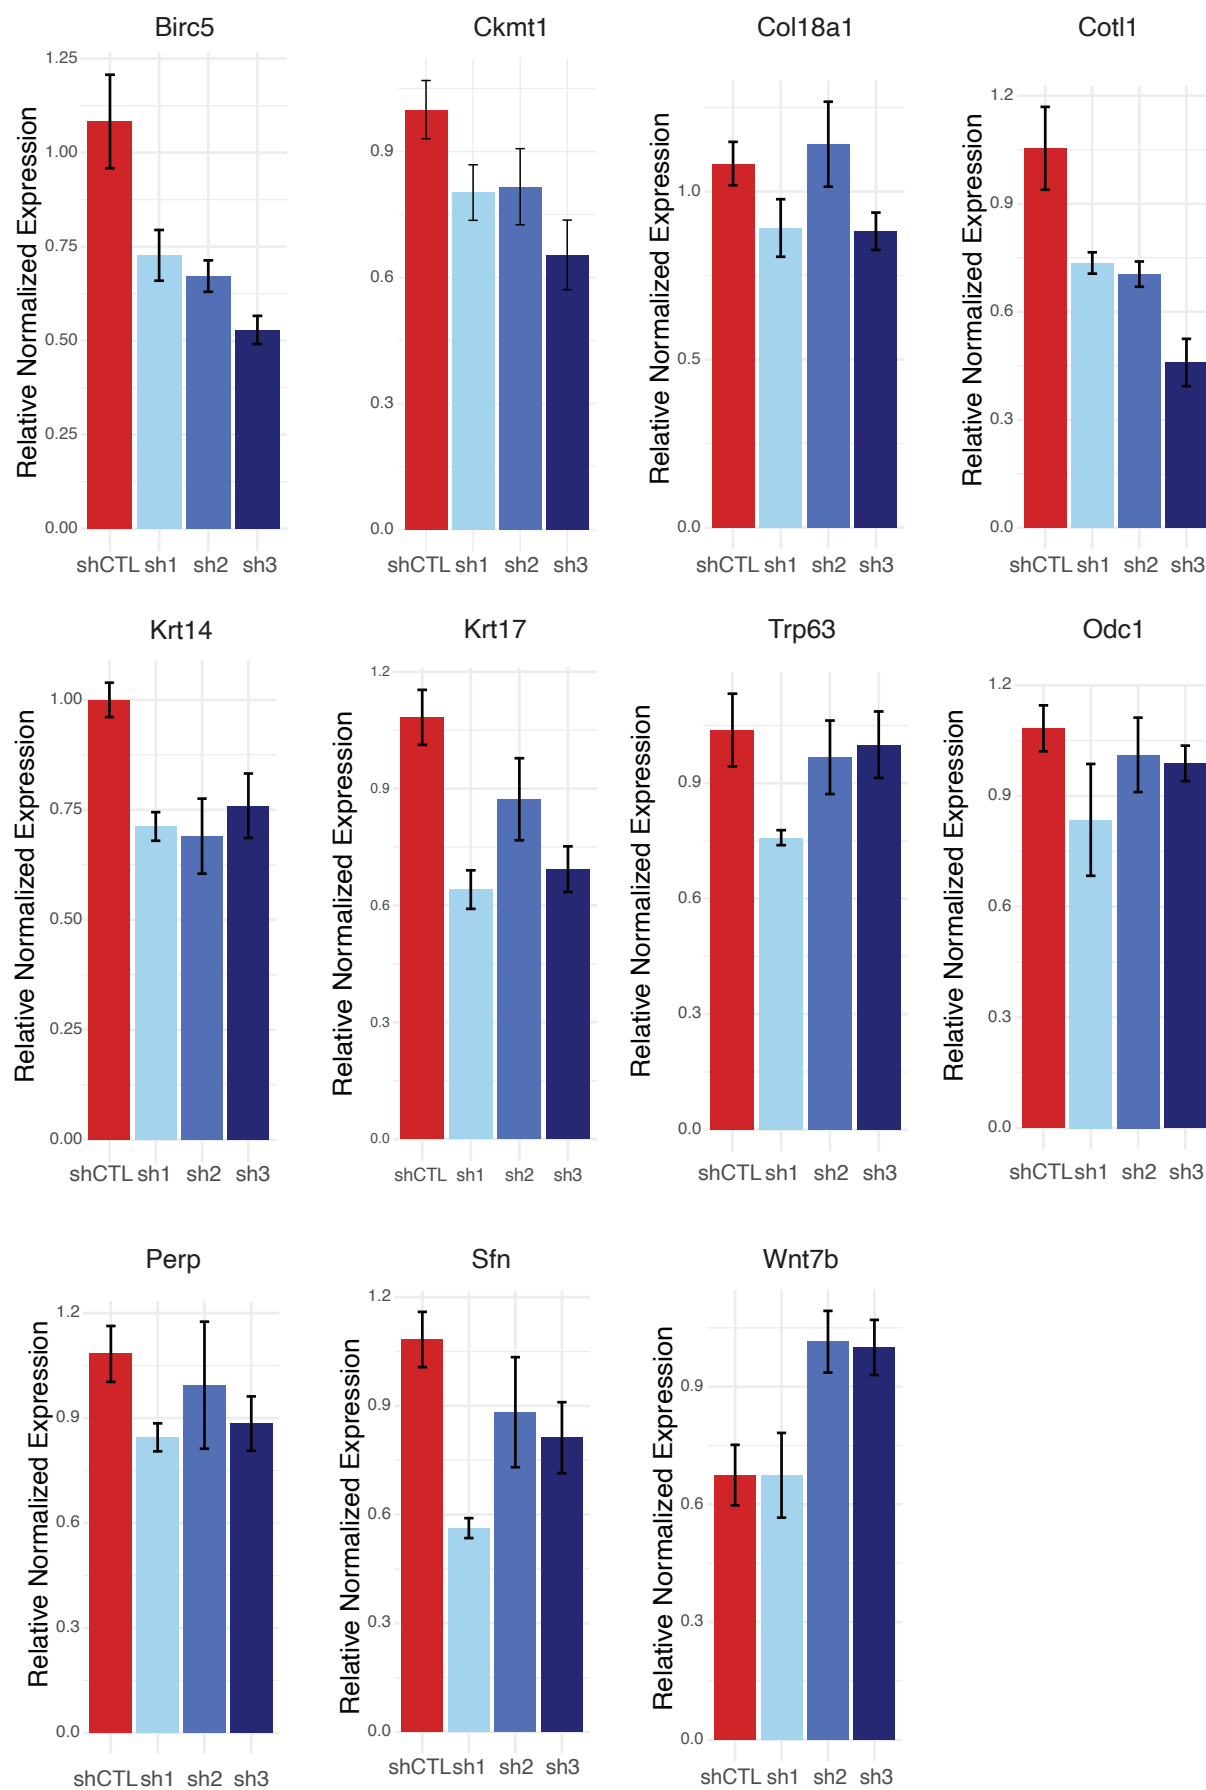 Birc5
Ckmt1
Col18a1
Cotl1
Relative Normalized Expression
1.25
1.00
0.75
0.50
0.25
0.00
shCTL sh1 sh2 sh3
Relative Normalized Expression
0.9
0.6
0.3
0.0
shCTL sh1 sh2 sh3
Relative Normalized Expression
1.0
0.5
0.0
shCTL sh1 sh2 sh3
Relative Normalized Expression
1.2
0.9
0.6
0.3
0.0
shCTL sh1 sh2 sh3
Krt14
Krt17
Trp63
Odc1
Relative Normalized Expression
1.00
0.75
0.50
0.25
0.00
shCTL sh1 sh2 sh3
Relative Normalized Expression
1.2
0.9
0.6
0.3
0.0
shCTL sh1 sh2 sh3
Relative Normalized Expression
0.9
0.6
0.3
0.0
shCTL sh1 sh2 sh3
Relative Normalized Expression
1.2
0.9
0.6
0.3
0.0
shCTL sh1 sh2 sh3
Perp
Sfn
Wnt7b
Relative Normalized Expression
1.2
0.9
0.6
0.3
0.0
shCTL sh1 sh2 sh3
Relative Normalized Expression
1.2
0.9
0.6
0.3
0.0
shCTL sh1 sh2 sh3
Relative Normalized Expression
0.9
0.6
0.3
0.0
shCTL sh1 sh2 sh3